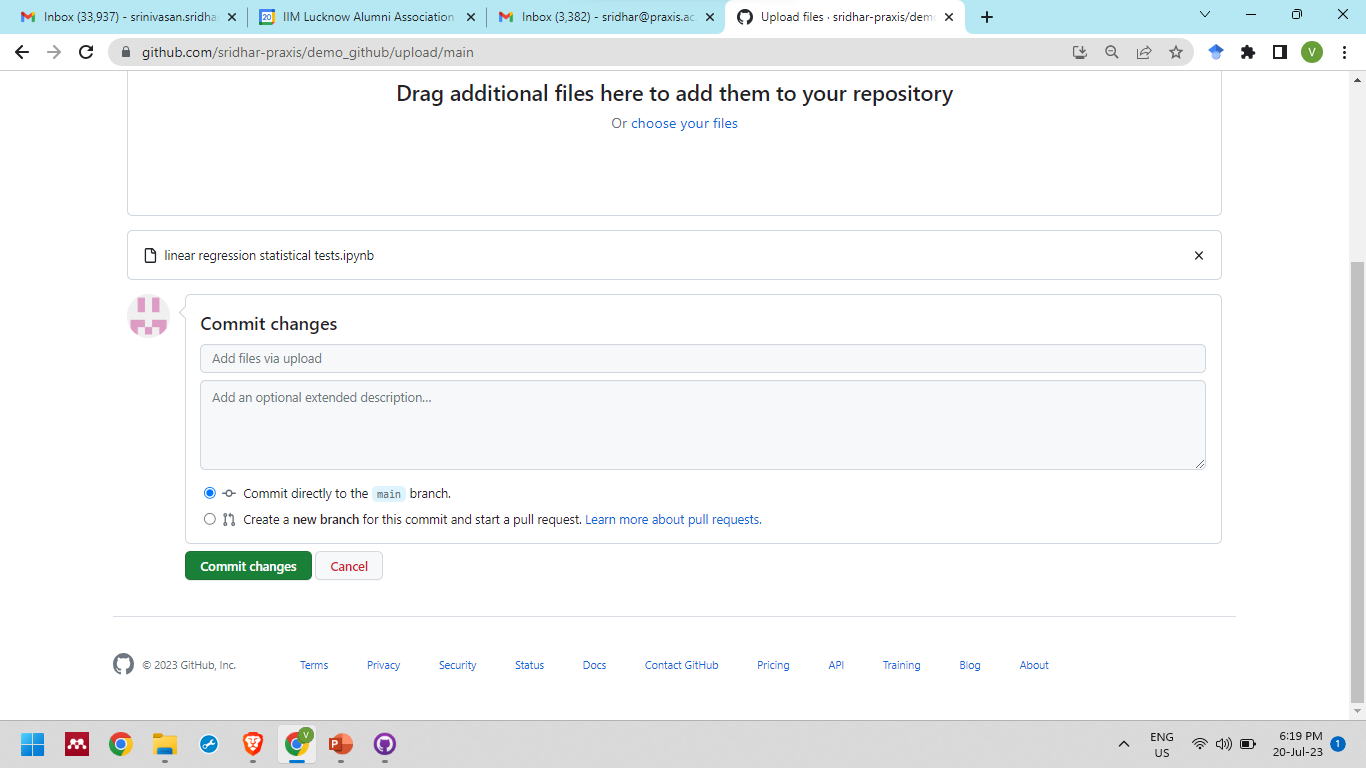 Inbox (33,937) - srinivasan.sridha
IIM Lucknow Alumni Association
Inbox (3,382) - sridhar@praxis.ac.
Upload files · sridhar-praxis/demo
github.com/sridhar-praxis/demo_github/upload/main
V
Drag additional files here to add them to your repository
Or choose your files
linear regression statistical tests.ipynb
Commit changes
Add files via upload
Add an optional extended description...
Commit directly to the main branch.
Create a new branch for this commit and start a pull request. Learn more about pull requests.
Commit changes Cancel
© 2023 GitHub, Inc. Terms Privacy Security Status Docs Contact GitHub Pricing API Training Blog About
ENG
US
6:19 PM
20-Jul-23
1